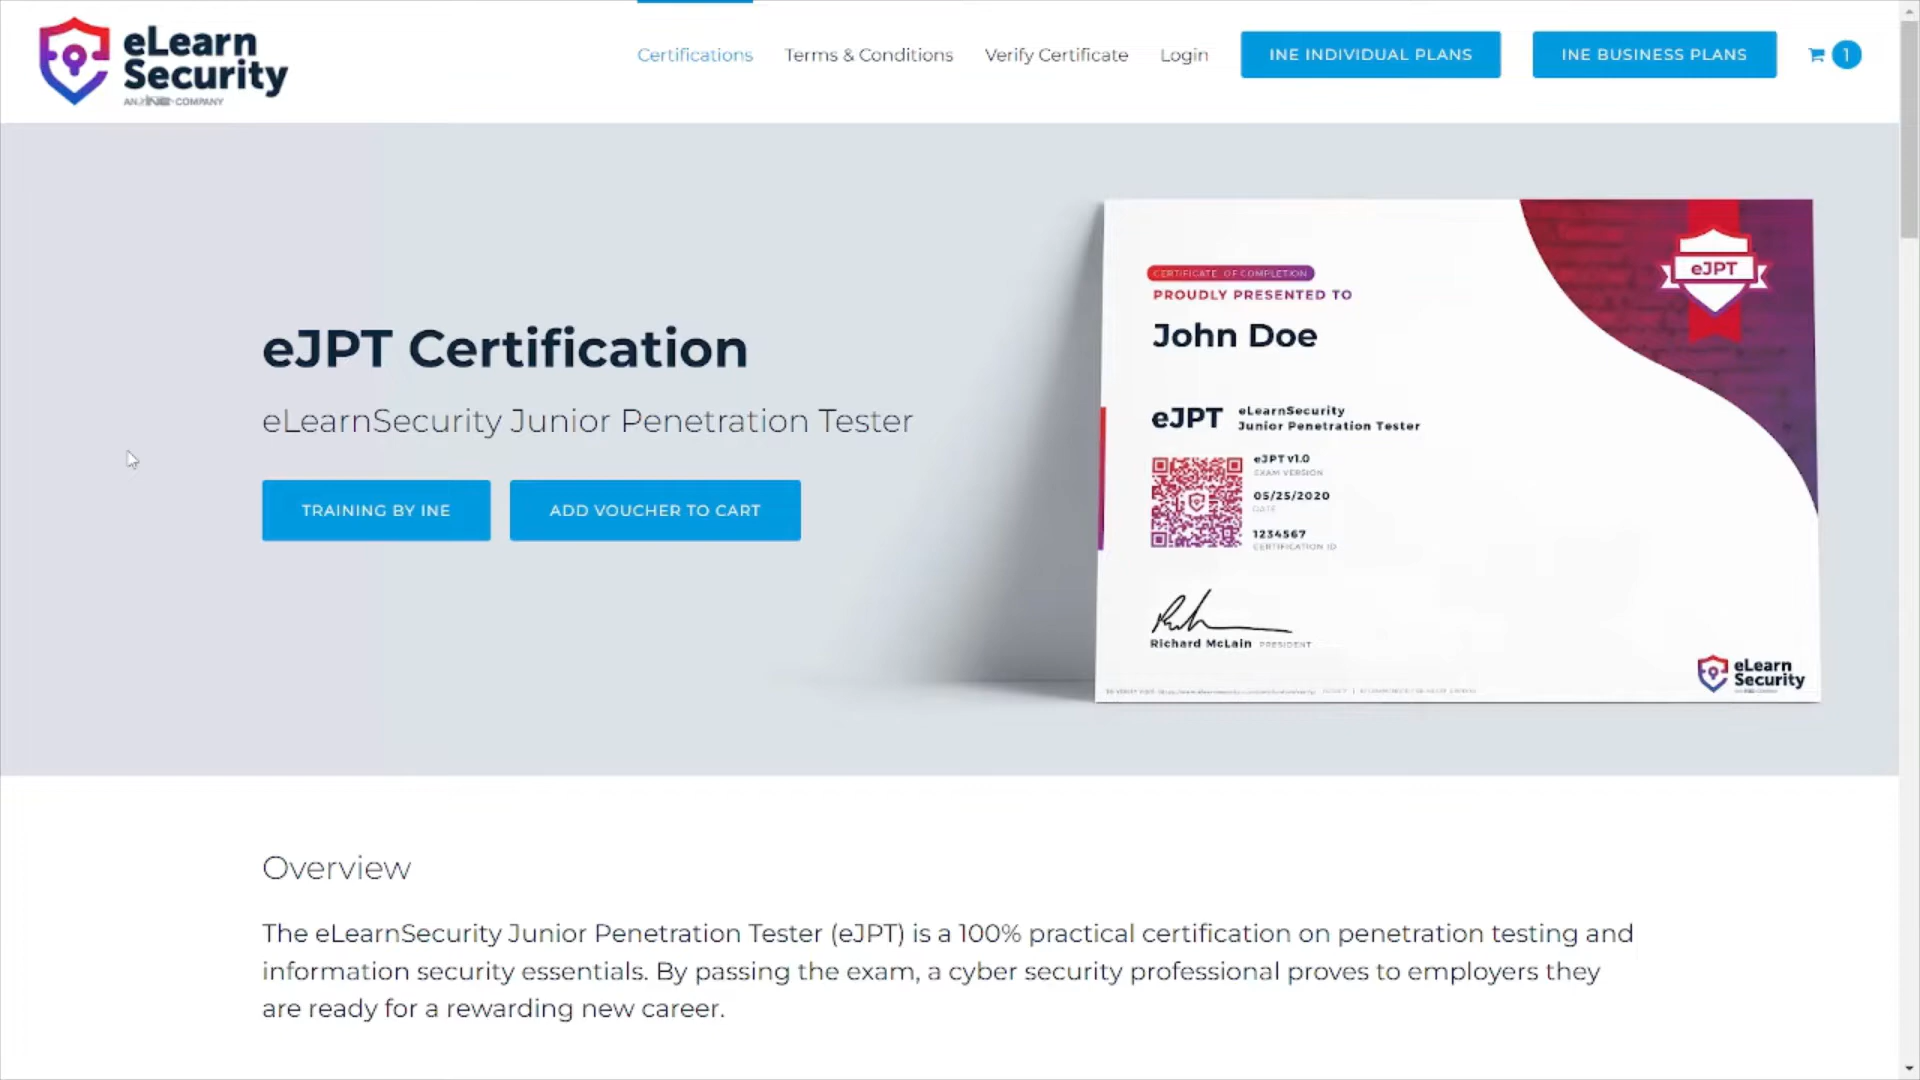 eLearn
Security
AN INE COMPANY
Certifications
Terms & Conditions
Verify Certificate
Login
INE INDIVIDUAL PLANS
INE BUSINESS PLANS
1
eJPT Certification
eLearnSecurity Junior Penetration Tester
TRAINING BY INE
ADD VOUCHER TO CART
CERTIFICATE OF COMPLETION
PROUDLY PRESENTED TO
John Doe
eJPT
eLearnSecurity
Junior Penetration Tester
eJPT v1.0
EXAM VERSION
05/25/2020
DATE
1234567
CERTIFICATION ID
Richard McLain PRESIDENT
eJPT
eLearn
Security
Overview
The eLearnSecurity Junior Penetration Tester (eJPT) is a 100% practical certification on penetration testing and
information security essentials. By passing the exam, a cyber security professional proves to employers they
are ready for a rewarding new career.